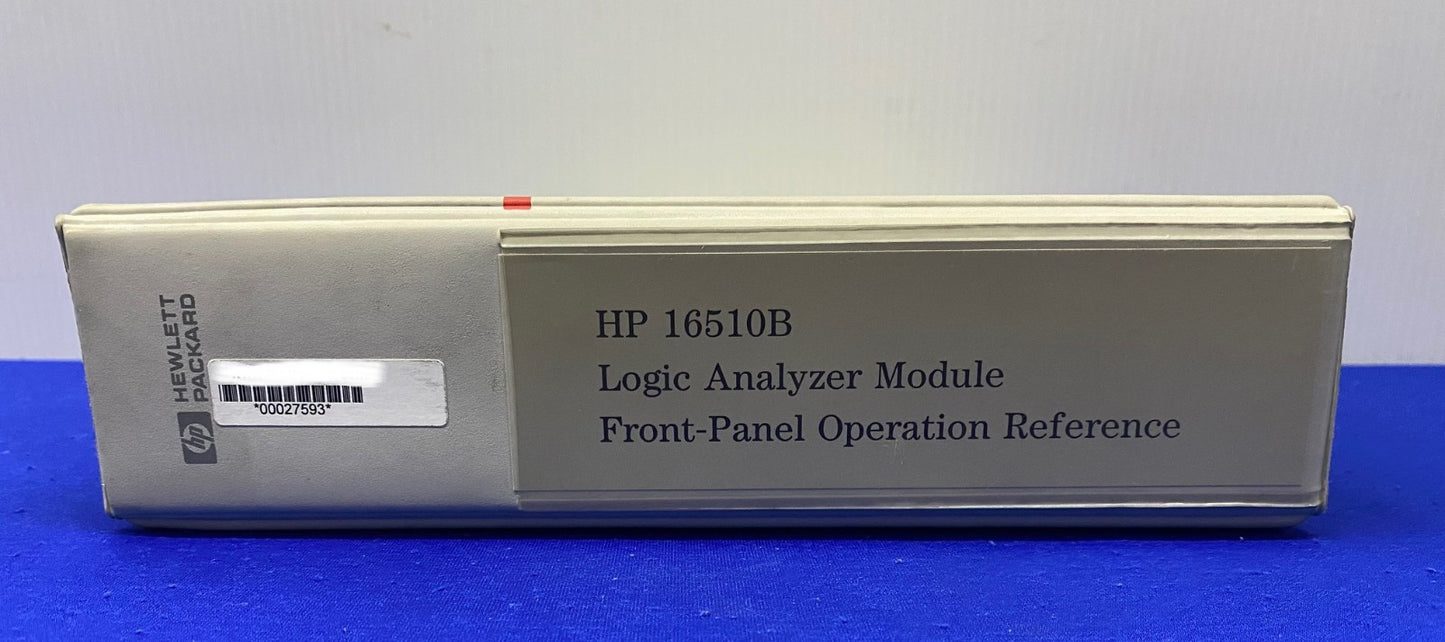 HEWLETT
PACKARD
hp
*00027593*
HP 16510B
Logic Analyzer Module
Front-Panel Operation Reference